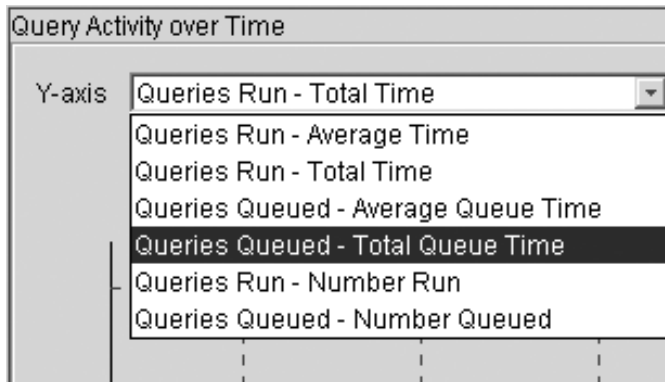 Query Activity over Time
Y-axis Queries Run - Total Time
Queries Run - Average Time
Queries Run - Total Time
Queries Queued - Average Queue Time
Queries Queued - Total Queue Time
Queries Run - Number Run
Queries Queued - Number Queued